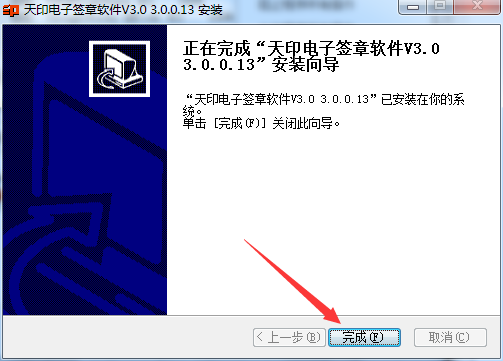 天印电子签章软件V3.0 3.0.0.13 安装
正在完成“天印电子签章软件V3.0
3.0.0.13”安装向导
“天印电子签章软件V3.0 3.0.0.13”已安装在你的系
统。
单击 [完成(F)] 关闭此向导。
< 上一步(B)
完成(F)
取消(C)